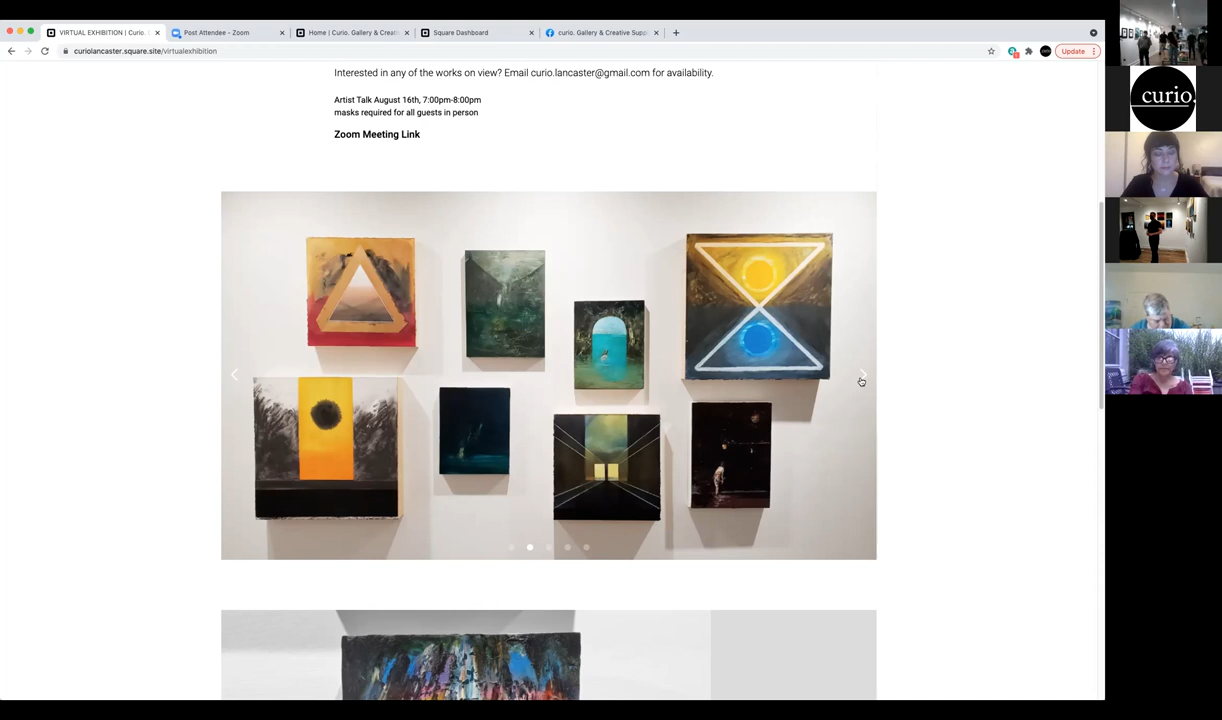 VIRTUAL EXHIBITION | Curio.
Post Attendee - Zoom
Home | Curio. Gallery & Creati
Square Dashboard
curio. Gallery & Creative Supp
curiolancaster.square.site/virtualexhibition
Update
Interested in any of the works on view? Email curio.lancaster@gmail.com for availability.
Artist Talk August 16th, 7:00pm-8:00pm
masks required for all guests in person
Zoom Meeting Link
curio.